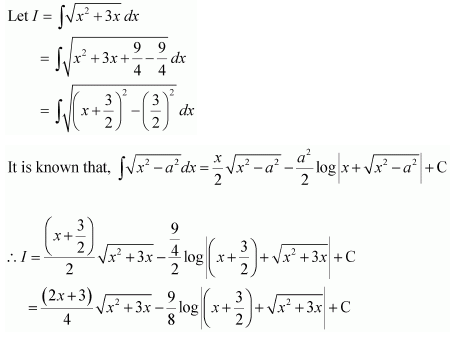 Let I = ∫√(x² + 3x) dx
= ∫√(x² + 3x + 9/4 − 9/4) dx
= ∫√((x + 3/2)² − (3/2)²) dx
It is known that, ∫√(x² − a²) dx = x/2 √(x² − a²) − a²/2 log|x + √(x² − a²)| + C
∴ I = (x + 3/2)/2 √(x² + 3x) − (9/4)/2 log|(x + 3/2) + √(x² + 3x)| + C
= (2x + 3)/4 √(x² + 3x) − 9/8 log|(x + 3/2) + √(x² + 3x)| + C